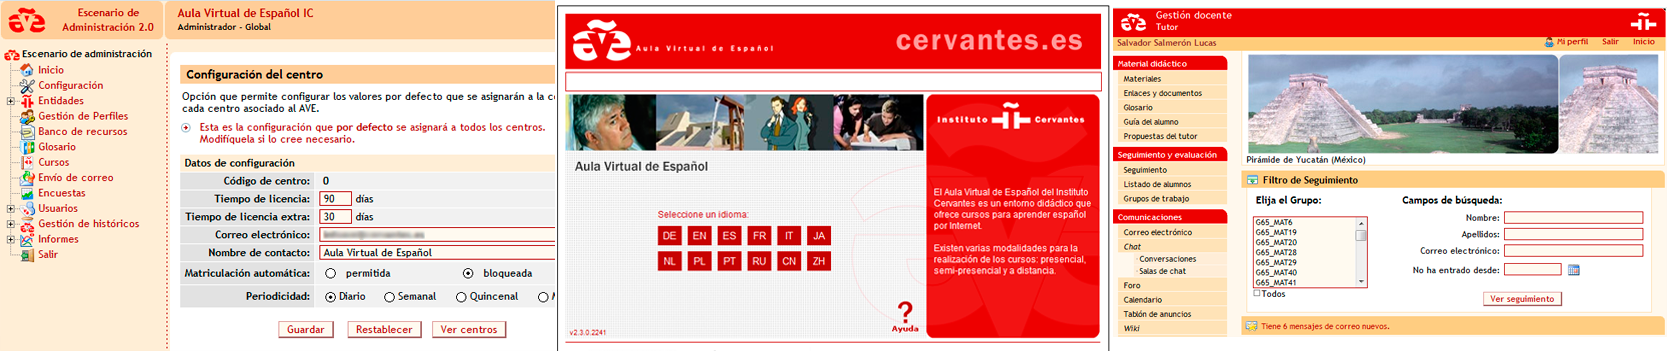 Escenario de
Administración 2.0
Aula Virtual de Español IC
Administrador - Global
Escenario de administración
Inicio
Configuración
Entidades
Gestión de Perfiles
Banco de recursos
Glosario
Cursos
Envío de correo
Encuestas
Usuarios
Gestión de históricos
Informes
Salir
Configuración del centro
Opción que permite configurar los valores por defecto que se asignarán a la c
cada centro asociado al AVE.
Esta es la configuración que por defecto se asignará a todos los centros.
Modifíquela si lo cree necesario.
Datos de configuración
Código de centro: 0
Tiempo de licencia: 90 días
Tiempo de licencia extra: 30 días
Correo electrónico:
Nombre de contacto: Aula Virtual de Español
Matriculación automática: permitida bloqueada
Periodicidad: Diario Semanal Quincenal
Guardar Restablecer Ver centros
ave Aula Virtual de Español
cervantes.es
Instituto Cervantes
Aula Virtual de Español
Seleccione un idioma:
DE EN ES FR IT JA
NL PL PT RU CN ZH
El Aula Virtual de Español del Instituto
Cervantes es un entorno didáctico que
ofrece cursos para aprender español
por Internet.
Existen varias modalidades para la
realización de los cursos: presencial,
semi-presencial y a distancia.
?
Ayuda
v2.3.0.2241
Gestión docente
Tutor
Salvador Salmerón Lucas
Mi perfil Salir Inicio
Material didáctico
Materiales
Enlaces y documentos
Glosario
Guía del alumno
Propuestas del tutor
Seguimiento y evaluación
Seguimiento
Listado de alumnos
Grupos de trabajo
Comunicaciones
Correo electrónico
Chat
Conversaciones
Salas de chat
Foro
Calendario
Tablón de anuncios
Wiki
Pirámide de Yucatán (México)
Filtro de Seguimiento
Elija el Grupo:
G65_MAT6
G65_MAT19
G65_MAT20
G65_MAT28
G65_MAT29
G65_MAT40
G65_MAT41
Todos
Campos de búsqueda:
Nombre:
Apellidos:
Correo electrónico:
No ha entrado desde:
Ver seguimiento
Tiene 6 mensajes de correo nuevos.